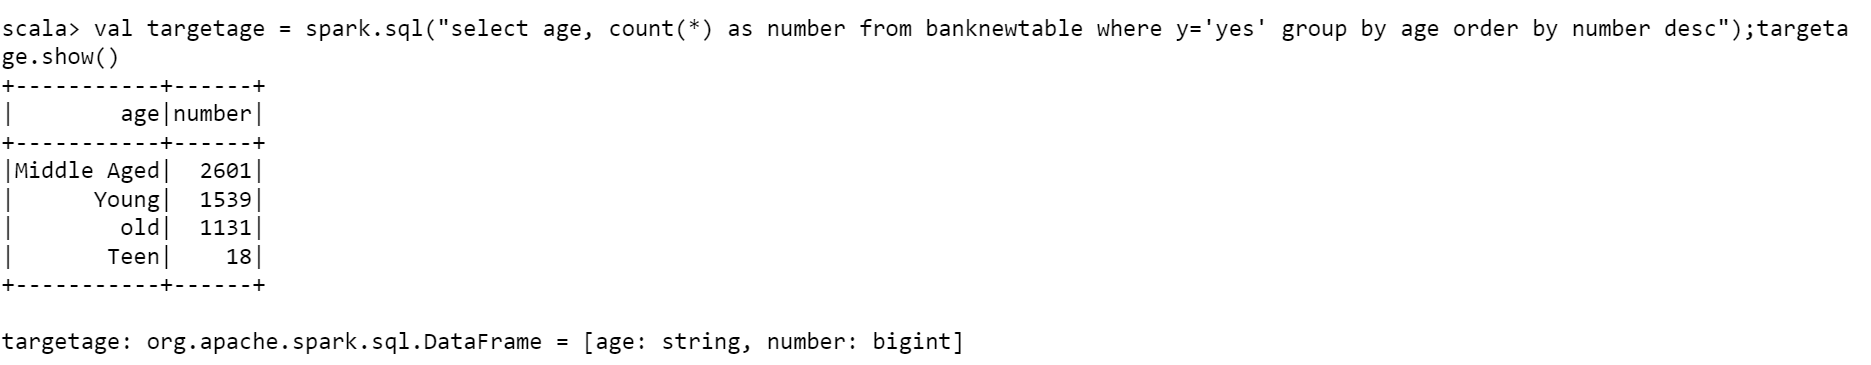 scala> val targetage = spark.sql("select age, count(*) as number from banknewtable where y='yes' group by age order by number desc");targeta
ge.show()
+-----------+------+
|        age|number|
+-----------+------+
|Middle Aged|  2601|
|      Young|  1539|
|        old|  1131|
|       Teen|    18|
+-----------+------+
targetage: org.apache.spark.sql.DataFrame = [age: string, number: bigint]